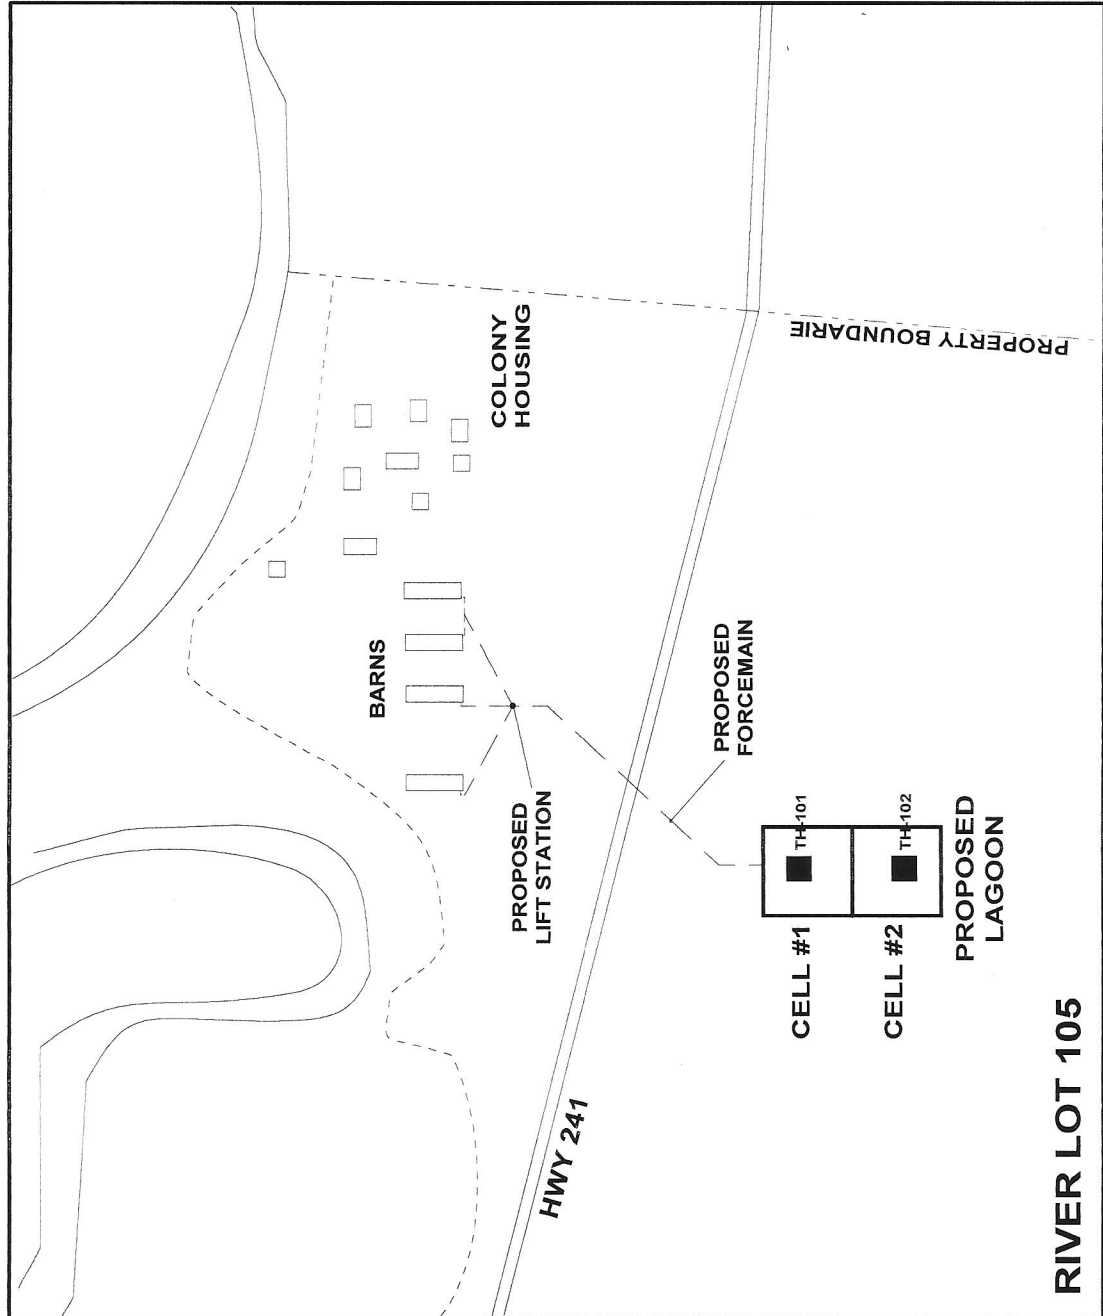 COLONY
HOUSING
BARNS
PROPERTY BOUNDARIE
PROPOSED
LIFT STATION
PROPOSED
FORCEMAIN
HWY 241
TH-101
CELL #1
TH-102
CELL #2
PROPOSED
LAGOON
RIVER LOT 105